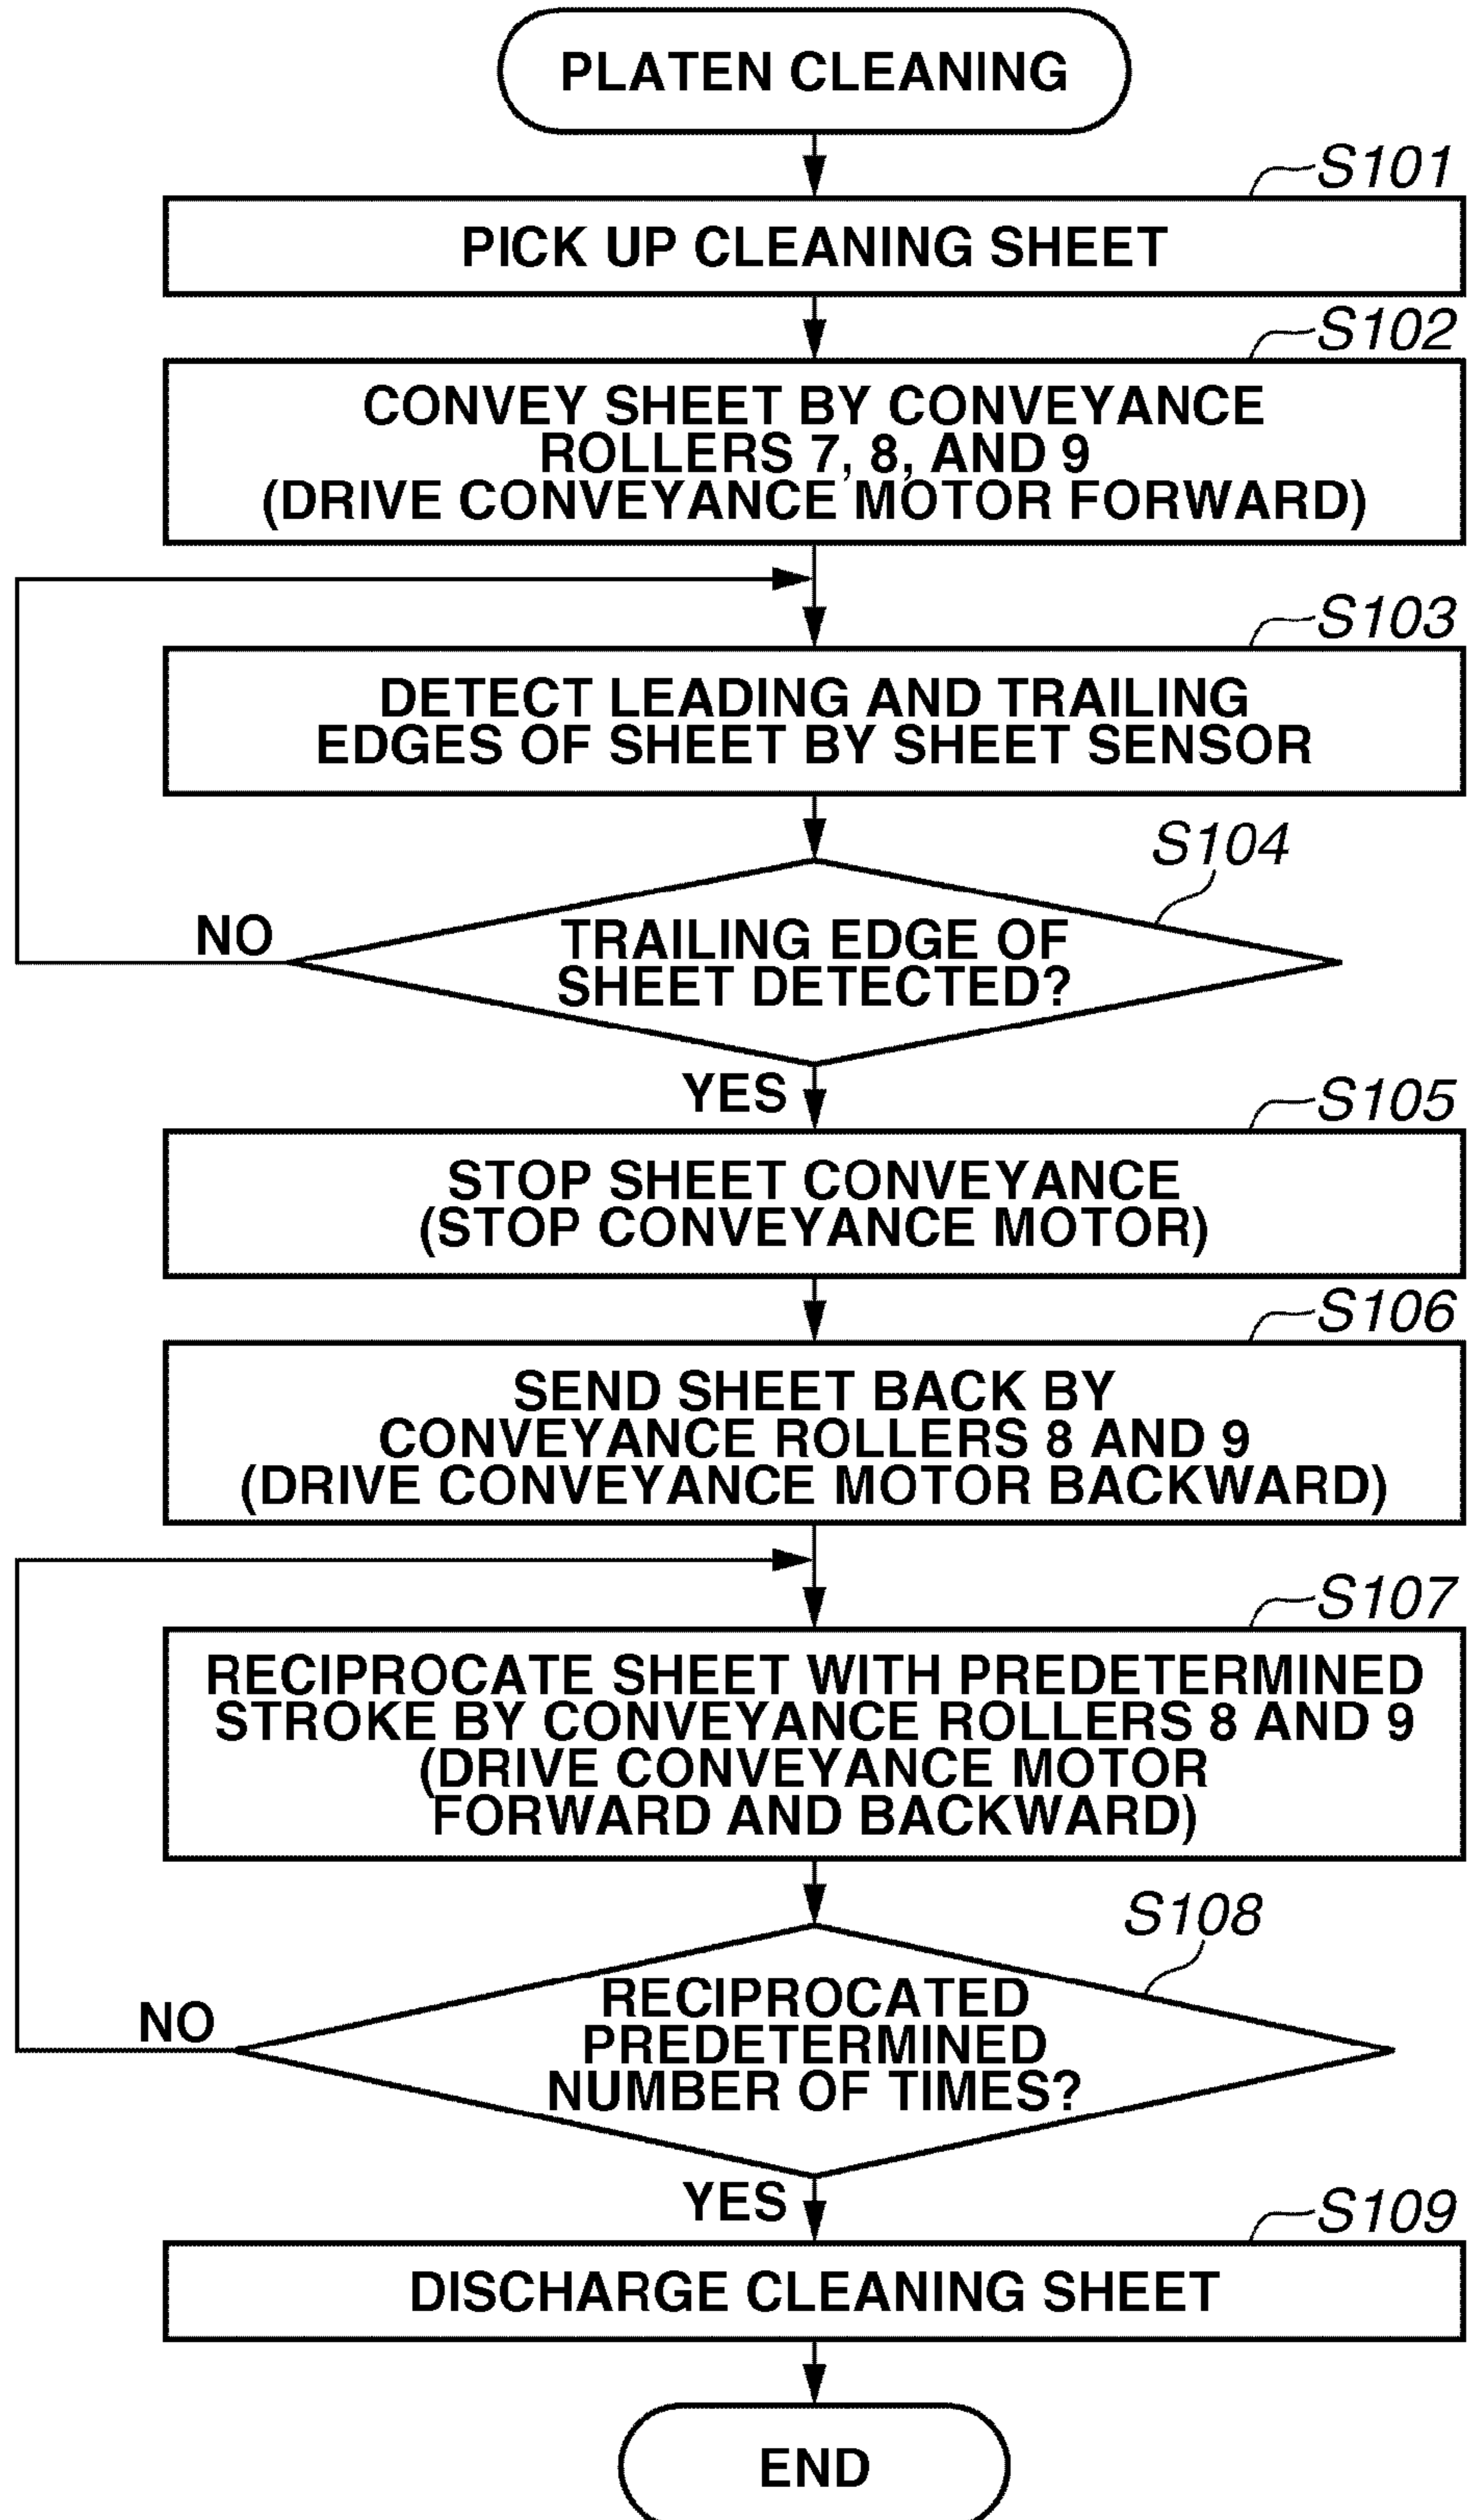 PLATEN CLEANING
S101
PICK UP CLEANING SHEET
S102
CONVEY SHEET BY CONVEYANCE
ROLLERS 7, 8, AND 9
(DRIVE CONVEYANCE MOTOR FORWARD)
S103
DETECT LEADING AND TRAILING
EDGES OF SHEET BY SHEET SENSOR
S104
NO
TRAILING EDGE OF
SHEET DETECTED?
YES
S105
STOP SHEET CONVEYANCE
(STOP CONVEYANCE MOTOR)
S106
SEND SHEET BACK BY
CONVEYANCE ROLLERS 8 AND 9
(DRIVE CONVEYANCE MOTOR BACKWARD)
S107
RECIPROCATE SHEET WITH PREDETERMINED
STROKE BY CONVEYANCE ROLLERS 8 AND 9
(DRIVE CONVEYANCE MOTOR
FORWARD AND BACKWARD)
S108
NO
RECIPROCATED
PREDETERMINED
NUMBER OF TIMES?
YES
S109
DISCHARGE CLEANING SHEET
END